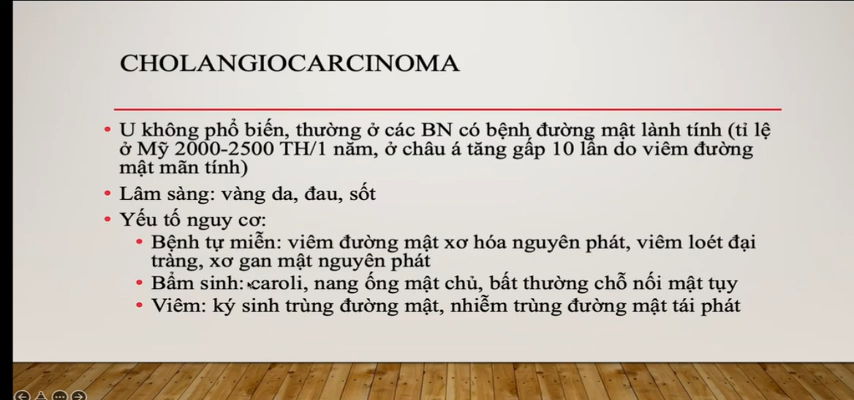 CHOLANGIOCARCINOMA
U không phổ biến, thường ở các BN có bệnh đường mật lành tính (tỉ lệ
ở Mỹ 2000-2500 TH/1 năm, ở châu á tăng gấp 10 lần do viêm đường
mật mãn tính)
Lâm sàng: vàng da, đau, sốt
Yếu tố nguy cơ:
Bệnh tự miễn: viêm đường mật xơ hóa nguyên phát, viêm loét đại
tràng, xơ gan mật nguyên phát
Bẩm sinh: caroli, nang ống mật chủ, bất thường chỗ nối mật tụy
Viêm: ký sinh trùng đường mật, nhiễm trùng đường mật tái phát